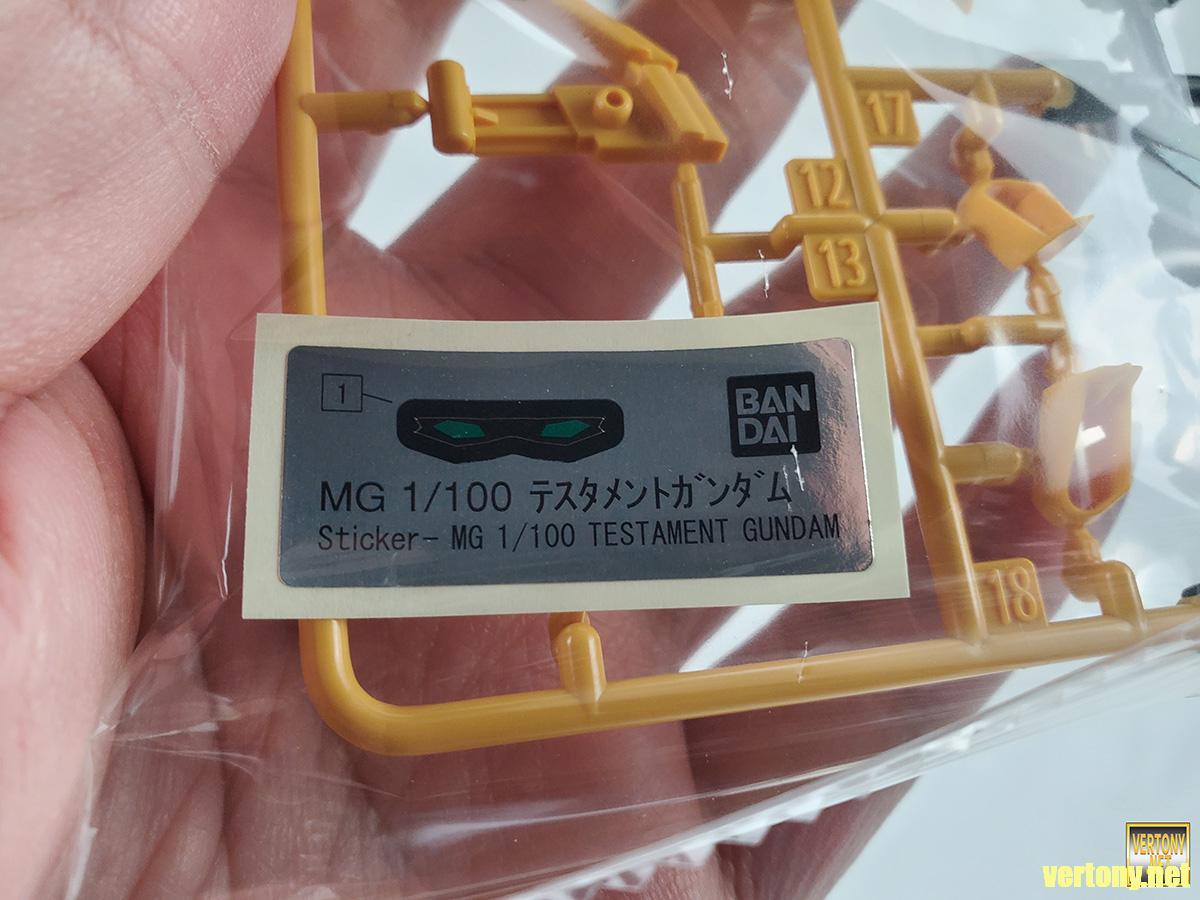 17
12
13
1
BAN
DAI
MG 1/100 テスタメントガンダム
Sticker- MG 1/100 TESTAMENT GUNDAM
18
VERTONY
NET
vertony.net